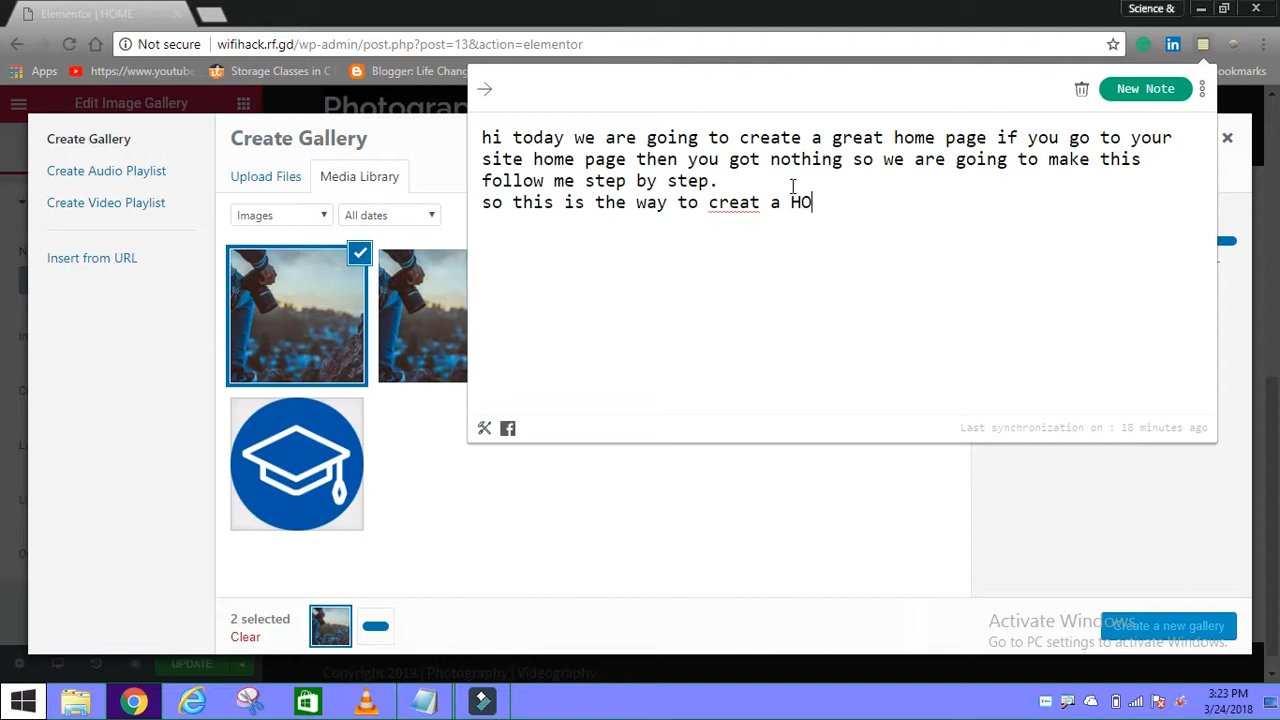 Elementor | HOME
Science &
Not secure
wifihack.rf.gd/wp-admin/post.php?post=13&action=elementor
Apps
https://www.youtube
Storage Classes in C
Blogger: Life Chang
ookmarks
Edit Image Gallery
Photograp
New Note
Create Gallery
Create Audio Playlist
Create Video Playlist
Insert from URL
Create Gallery
Upload Files
Media Library
Images
All dates
hi today we are going to create a great home page if you go to your
site home page then you got nothing so we are going to make this
follow me step by step.
so this is the way to creat a HO
Last synchronization on : 18 minutes ago
2 selected
Clear
Create a new gallery
Activate Windows
Go to PC settings to activate Windows.
UPDATE
Copyright 2018 | Photography | Videography
3:23 PM
3/24/2018